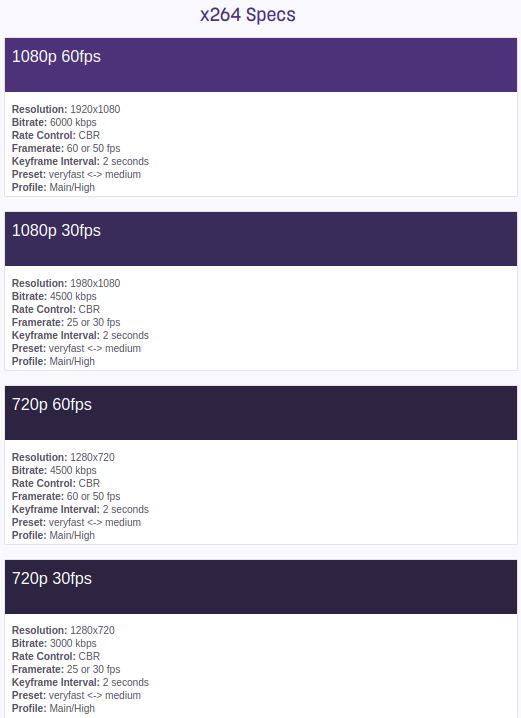 x264 Specs
1080p 60fps
Resolution: 1920x1080
Bitrate: 6000 kbps
Rate Control: CBR
Framerate: 60 or 50 fps
Keyframe Interval: 2 seconds
Preset: veryfast <-> medium
Profile: Main/High
1080p 30fps
Resolution: 1980x1080
Bitrate: 4500 kbps
Rate Control: CBR
Framerate: 25 or 30 fps
Keyframe Interval: 2 seconds
Preset: veryfast <-> medium
Profile: Main/High
720p 60fps
Resolution: 1280x720
Bitrate: 4500 kbps
Rate Control: CBR
Framerate: 60 or 50 fps
Keyframe Interval: 2 seconds
Preset: veryfast <-> medium
Profile: Main/High
720p 30fps
Resolution: 1280x720
Bitrate: 3000 kbps
Rate Control: CBR
Framerate: 25 or 30 fps
Keyframe Interval: 2 seconds
Preset: veryfast <-> medium
Profile: Main/High